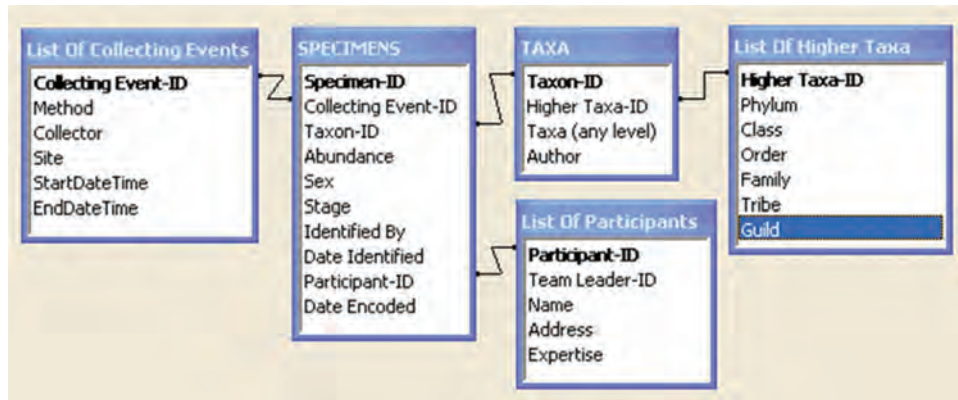 List Of Collecting Events
Collecting Event-ID
Method
Collector
Site
StartDateTime
EndDateTime
SPECIMENS
Specimen-ID
Collecting Event-ID
Taxon-ID
Abundance
Sex
Stage
Identified By
Date Identified
Participant-ID
Date Encoded
TAXA
Taxon-ID
Higher Taxa-ID
Taxa (any level)
Author
List Of Participants
Participant-ID
Team Leader-ID
Name
Address
Expertise
List Of Higher Taxa
Higher Taxa-ID
Phylum
Class
Order
Family
Tribe
Guild